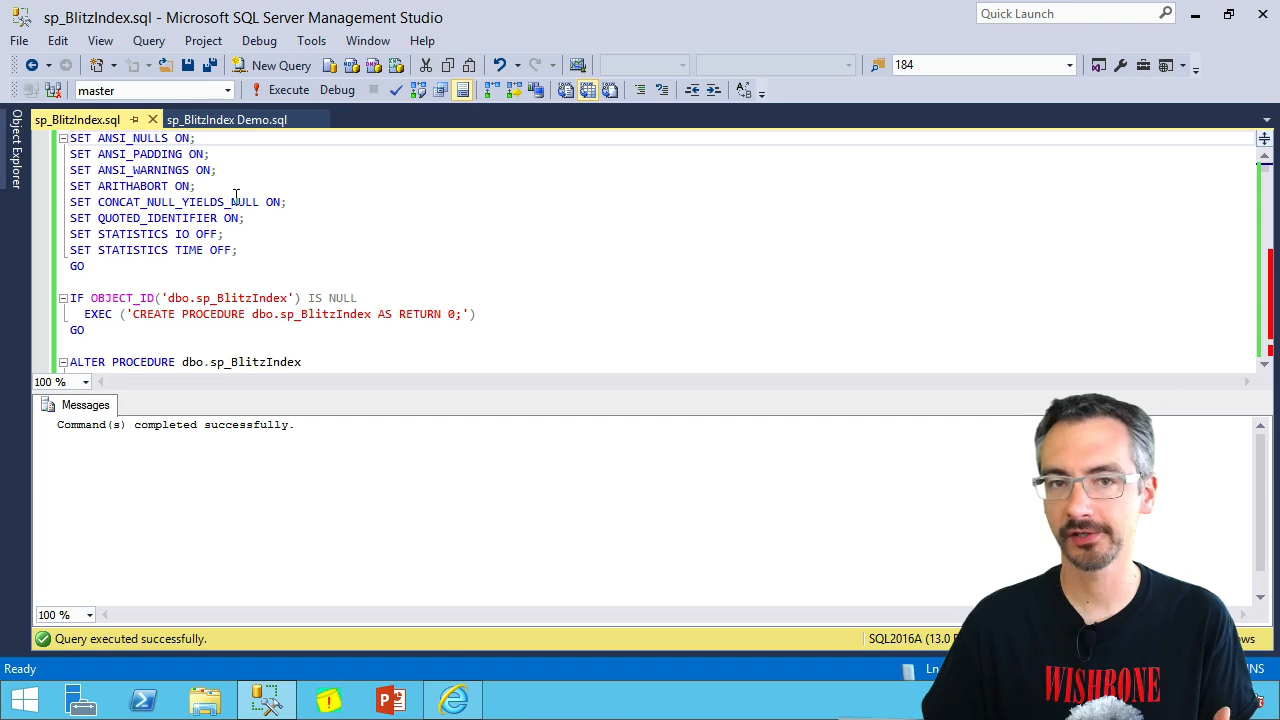 sp_BlitzIndex.sql - Microsoft SQL Server Management Studio
Quick Launch
File Edit View Query Project Debug Tools Window Help
New Query
184
master
Execute Debug
sp_BlitzIndex.sql
sp_BlitzIndex Demo.sql
Object Explorer
SET ANSI_NULLS ON;
SET ANSI_PADDING ON;
SET ANSI_WARNINGS ON;
SET ARITHABORT ON;
SET CONCAT_NULL_YIELDS_NULL ON;
SET QUOTED_IDENTIFIER ON;
SET STATISTICS IO OFF;
SET STATISTICS TIME OFF;
GO
IF OBJECT_ID('dbo.sp_BlitzIndex') IS NULL
EXEC ('CREATE PROCEDURE dbo.sp_BlitzIndex AS RETURN 0;')
GO
ALTER PROCEDURE dbo.sp_BlitzIndex
100 %
Messages
Command(s) completed successfully.
100 %
Query executed successfully.
SQL2016A (13.0
Ready
Ln
INS
WISHBONE